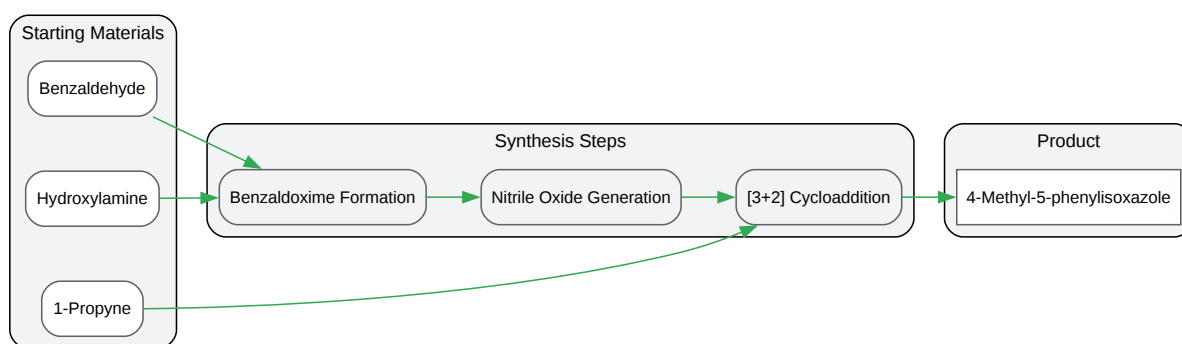 Starting Materials
Benzaldehyde
Hydroxylamine
1-Propyne
Synthesis Steps
Benzaldoxime Formation
Nitrile Oxide Generation
[3+2] Cycloaddition
Product
4-Methyl-5-phenylisoxazole